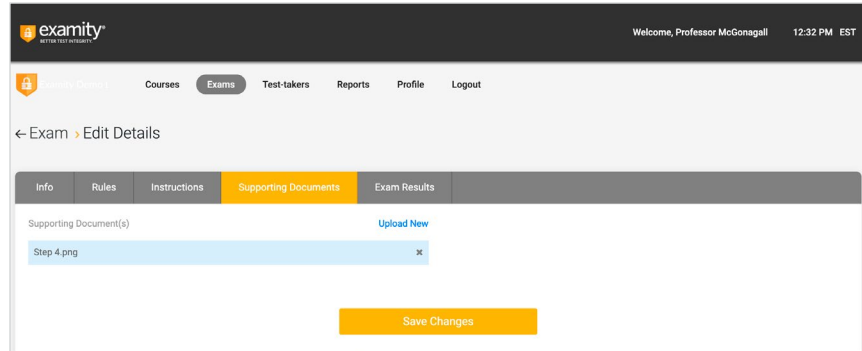 examity®
BETTER TEST INTEGRITY
Welcome, Professor McGonagall 12:32 PM EST
Courses Exams Test-takers Reports Profile Logout
←Exam › Edit Details
Info Rules Instructions Supporting Documents Exam Results
Supporting Document(s) Upload New
Step 4.png ✖
Save Changes